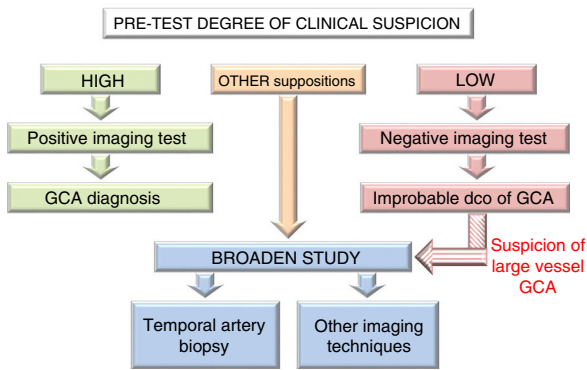 PRE-TEST DEGREE OF CLINICAL SUSPICION
HIGH
OTHER suppositions
LOW
Positive imaging test
Negative imaging test
GCA diagnosis
Improbable dco of GCA
Suspicion of
large vessel
GCA
BROADEN STUDY
Temporal artery
biopsy
Other imaging
techniques